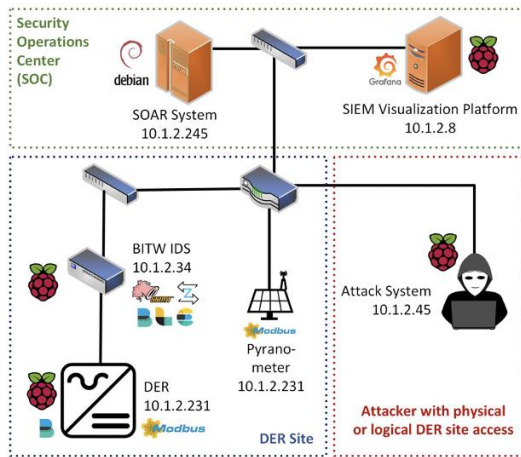 Security
Operations
Center
(SOC)
debian
SOAR System
10.1.2.245
Grafana
SIEM Visualization Platform
10.1.2.8
BITW IDS
10.1.2.34
SNORT
Z
Modbus
Pyrano-
meter
10.1.2.231
Attack System
10.1.2.45
DER
10.1.2.231
Modbus
DER Site
Attacker with physical
or logical DER site access